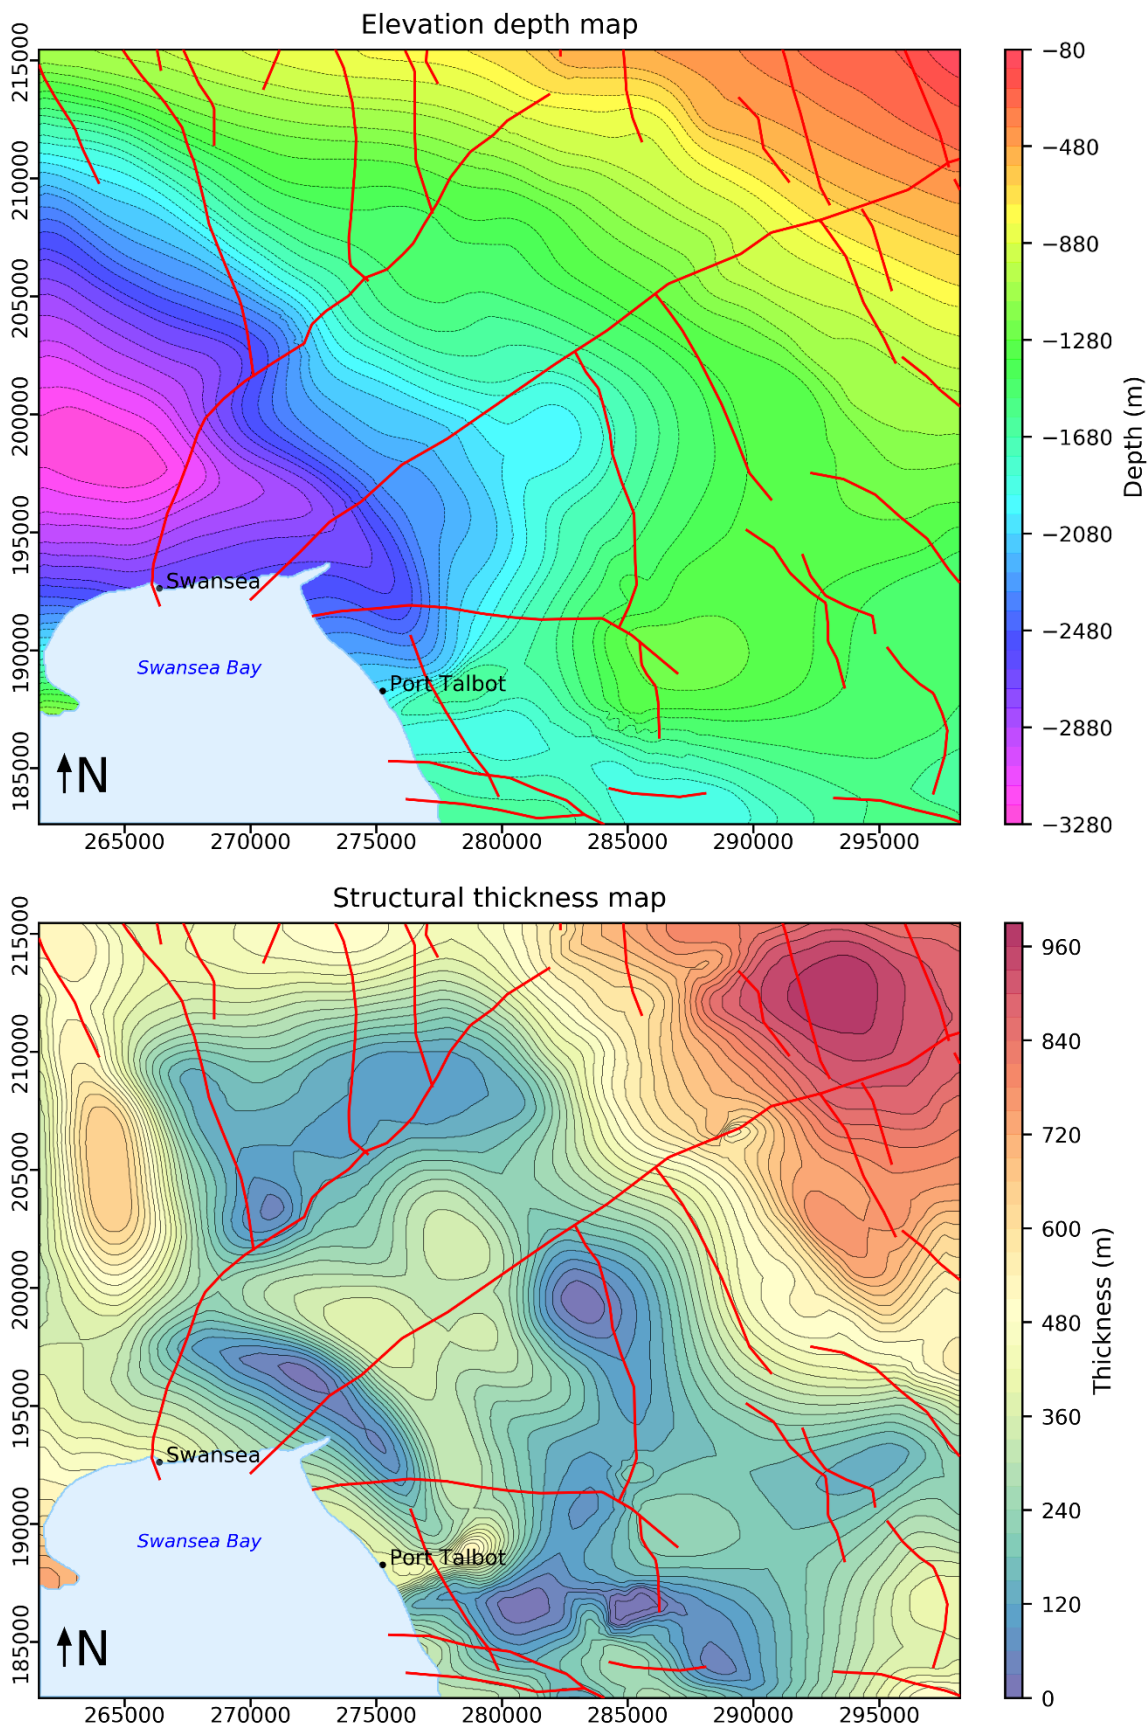 Elevation depth map
215000
210000
205000
200000
195000
190000
185000
Swansea
Swansea Bay
Port Talbot
N
265000 270000 275000 280000 285000 290000 295000
−80
−480
−880
−1280
−1680
−2080
−2480
−2880
−3280
Depth (m)
Structural thickness map
215000
210000
205000
200000
195000
190000
185000
Swansea
Swansea Bay
Port Talbot
N
265000 270000 275000 280000 285000 290000 295000
960
840
720
600
480
360
240
120
0
Thickness (m)